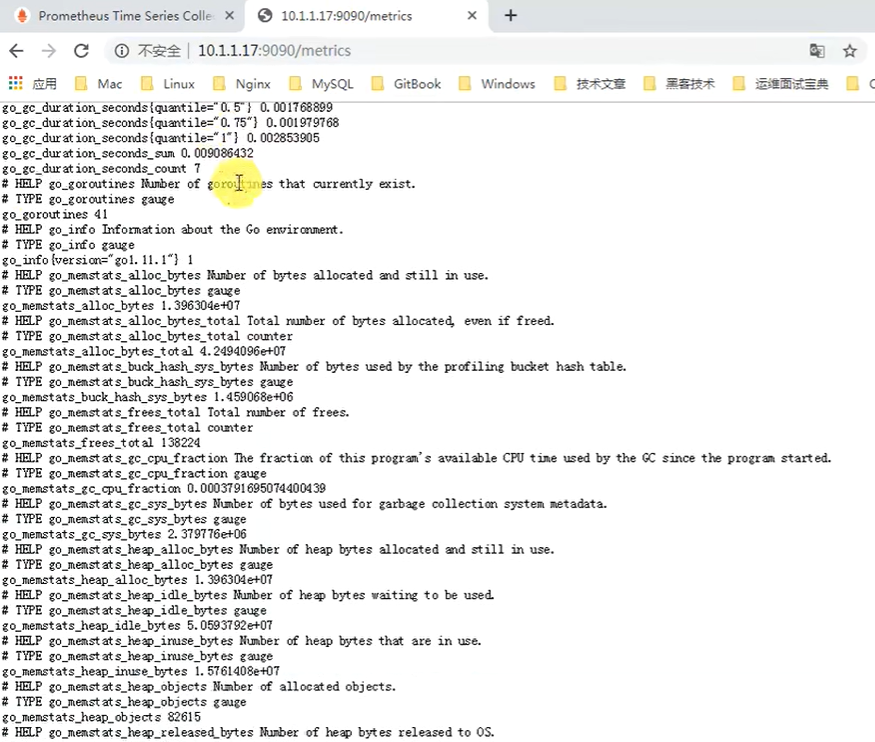 Prometheus Time Series Colle
10.1.1.17:9090/metrics
不安全 | 10.1.1.17:9090/metrics
应用 Mac Linux Nginx MySQL GitBook Windows 技术文章 黑客技术 运维面试宝典
go_gc_duration_seconds{quantile="0.5"} 0.001768899
go_gc_duration_seconds{quantile="0.75"} 0.001979768
go_gc_duration_seconds{quantile="1"} 0.002853905
go_gc_duration_seconds_sum 0.009086432
go_gc_duration_seconds_count 7
# HELP go_goroutines Number of goroutines that currently exist.
# TYPE go_goroutines gauge
go_goroutines 41
# HELP go_info Information about the Go environment.
# TYPE go_info gauge
go_info{version="go1.11.1"} 1
# HELP go_memstats_alloc_bytes Number of bytes allocated and still in use.
# TYPE go_memstats_alloc_bytes gauge
go_memstats_alloc_bytes 1.396304e+07
# HELP go_memstats_alloc_bytes_total Total number of bytes allocated, even if freed.
# TYPE go_memstats_alloc_bytes_total counter
go_memstats_alloc_bytes_total 4.2494096e+07
# HELP go_memstats_buck_hash_sys_bytes Number of bytes used by the profiling bucket hash table.
# TYPE go_memstats_buck_hash_sys_bytes gauge
go_memstats_buck_hash_sys_bytes 1.459068e+06
# HELP go_memstats_frees_total Total number of frees.
# TYPE go_memstats_frees_total counter
go_memstats_frees_total 138224
# HELP go_memstats_gc_cpu_fraction The fraction of this program's available CPU time used by the GC since the program started.
# TYPE go_memstats_gc_cpu_fraction gauge
go_memstats_gc_cpu_fraction 0.0003791695074400439
# HELP go_memstats_gc_sys_bytes Number of bytes used for garbage collection system metadata.
# TYPE go_memstats_gc_sys_bytes gauge
go_memstats_gc_sys_bytes 2.379776e+06
# HELP go_memstats_heap_alloc_bytes Number of heap bytes allocated and still in use.
# TYPE go_memstats_heap_alloc_bytes gauge
go_memstats_heap_alloc_bytes 1.396304e+07
# HELP go_memstats_heap_idle_bytes Number of heap bytes waiting to be used.
# TYPE go_memstats_heap_idle_bytes gauge
go_memstats_heap_idle_bytes 5.0593792e+07
# HELP go_memstats_heap_inuse_bytes Number of heap bytes that are in use.
# TYPE go_memstats_heap_inuse_bytes gauge
go_memstats_heap_inuse_bytes 1.5761408e+07
# HELP go_memstats_heap_objects Number of allocated objects.
# TYPE go_memstats_heap_objects gauge
go_memstats_heap_objects 82615
# HELP go_memstats_heap_released_bytes Number of heap bytes released to OS.